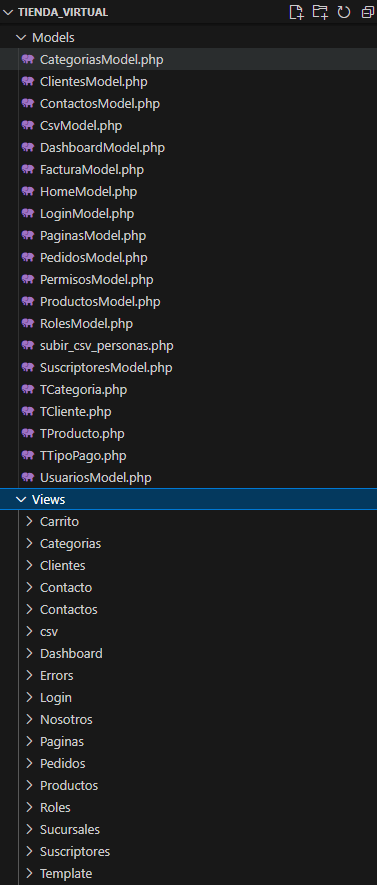 TIENDA_VIRTUAL
Models
CategoriasModel.php
ClientesModel.php
ContactosModel.php
CsvModel.php
DashboardModel.php
FacturaModel.php
HomeModel.php
LoginModel.php
PaginasModel.php
PedidosModel.php
PermisosModel.php
ProductosModel.php
RolesModel.php
subir_csv_personas.php
SuscriptoresModel.php
TCategoria.php
TCliente.php
TProducto.php
TTipoPago.php
UsuariosModel.php
Views
Carrito
Categorias
Clientes
Contacto
Contactos
csv
Dashboard
Errors
Login
Nosotros
Paginas
Pedidos
Productos
Roles
Sucursales
Suscriptores
Template